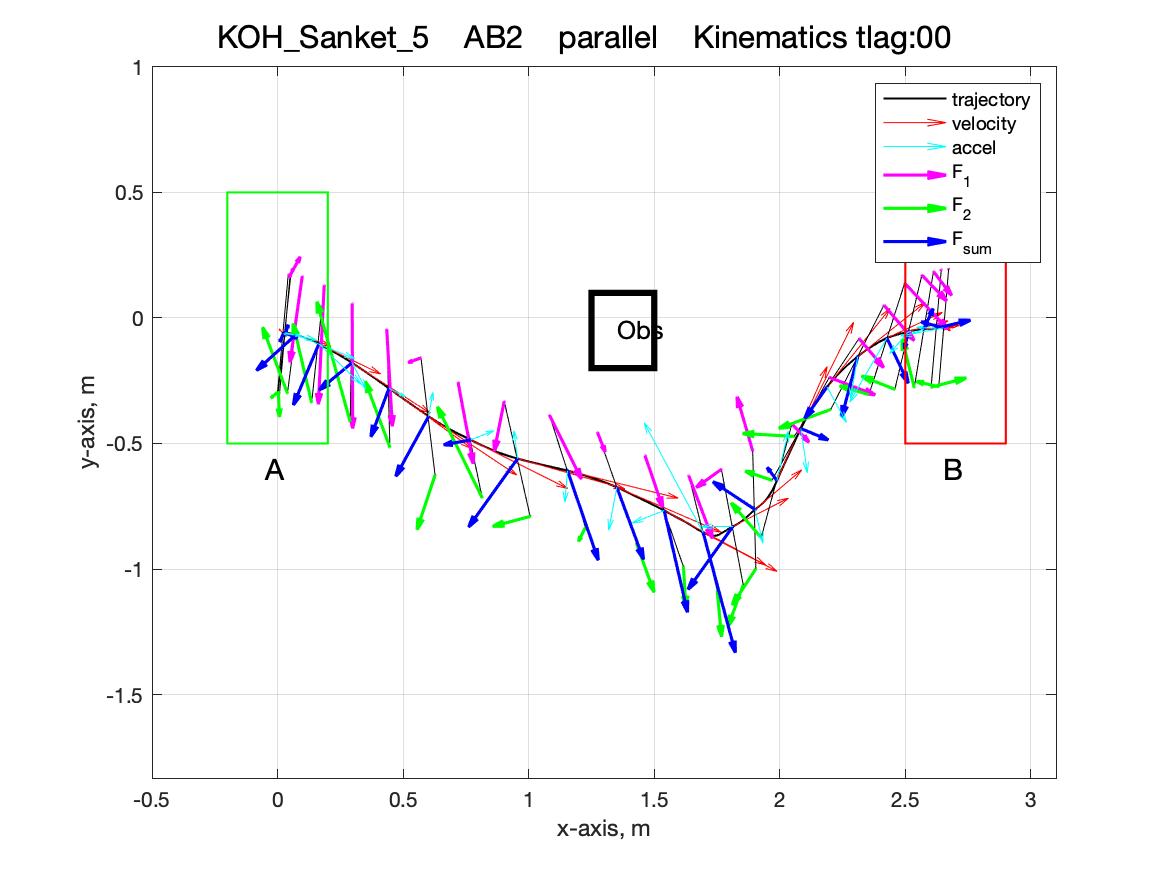 KOH_Sanket_5 AB2 parallel Kinematics tlag:00
1
trajectory
velocity
accel
F1
F2
Fsum
0.5
0
Obs
-0.5
A
B
-1
-1.5
y-axis, m
-0.5 0 0.5 1 1.5 2 2.5 3
x-axis, m